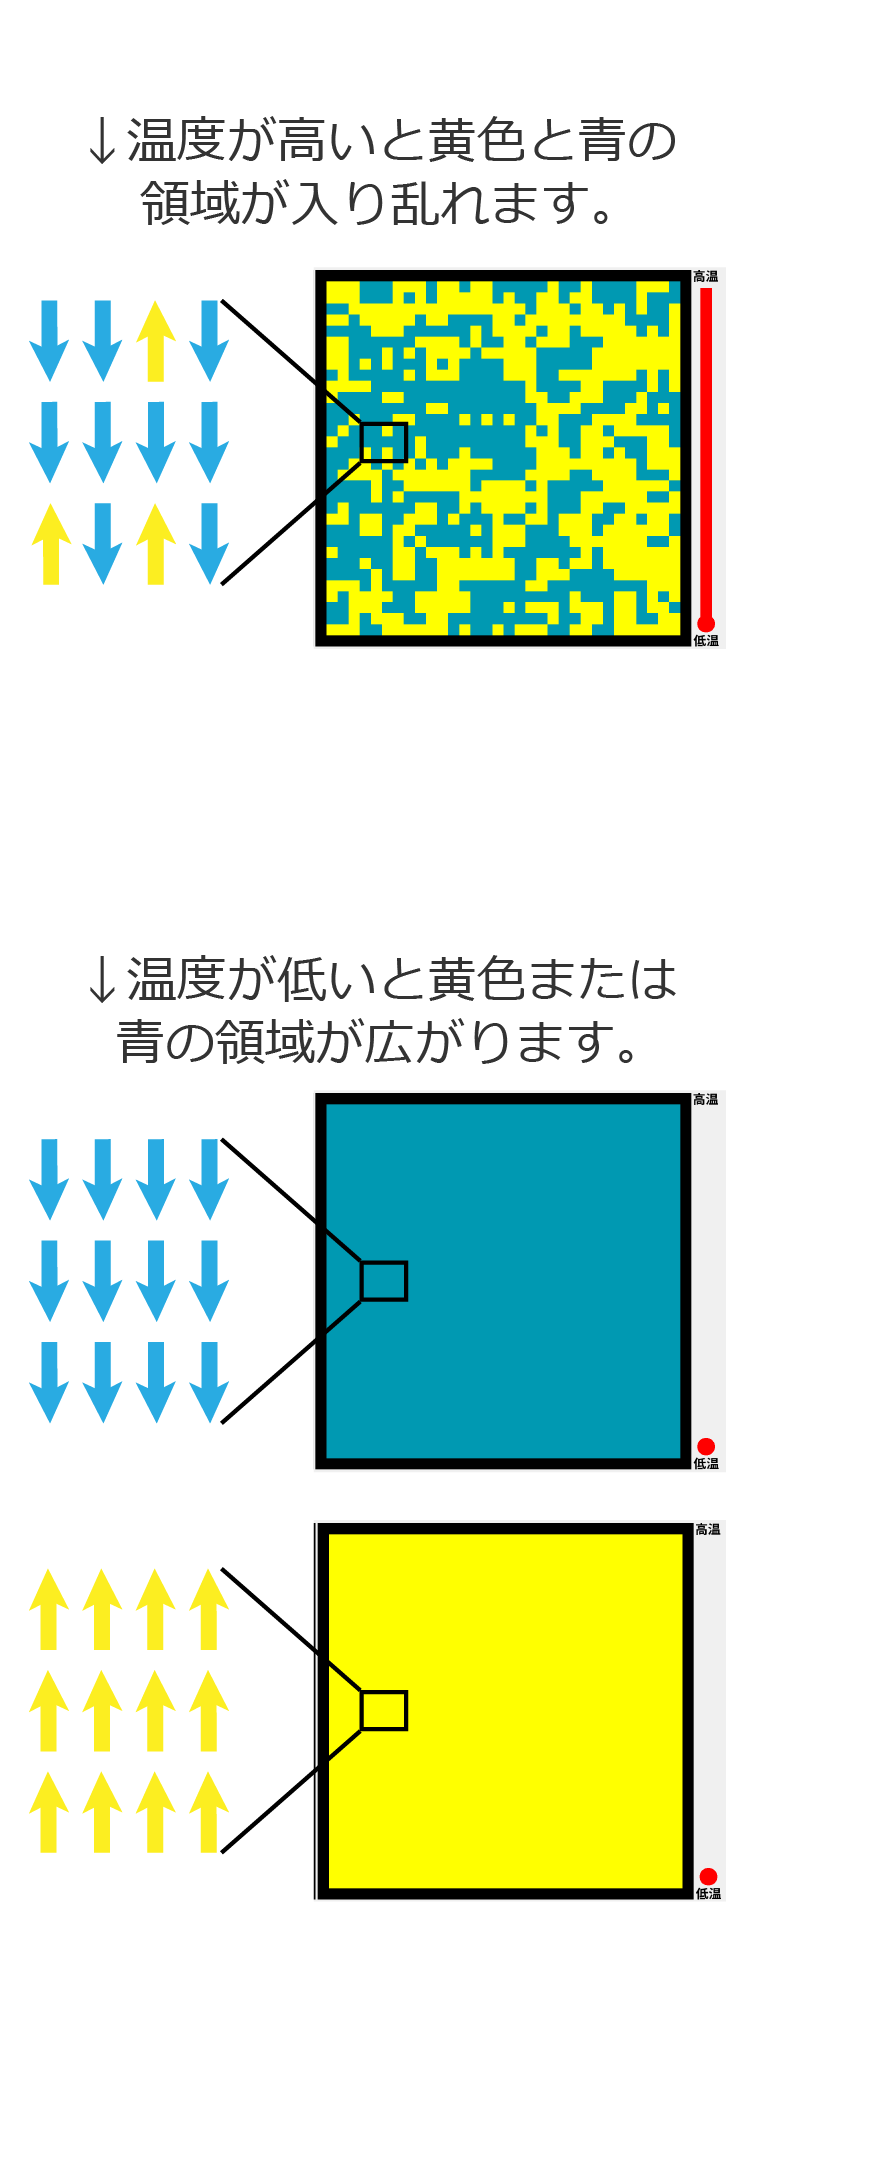 ↓温度が高いと黄色と青の
領域が入り乱れます。
高温
低温
↓温度が低いと黄色または
青の領域が広がります。
高温
低温
高温
低温